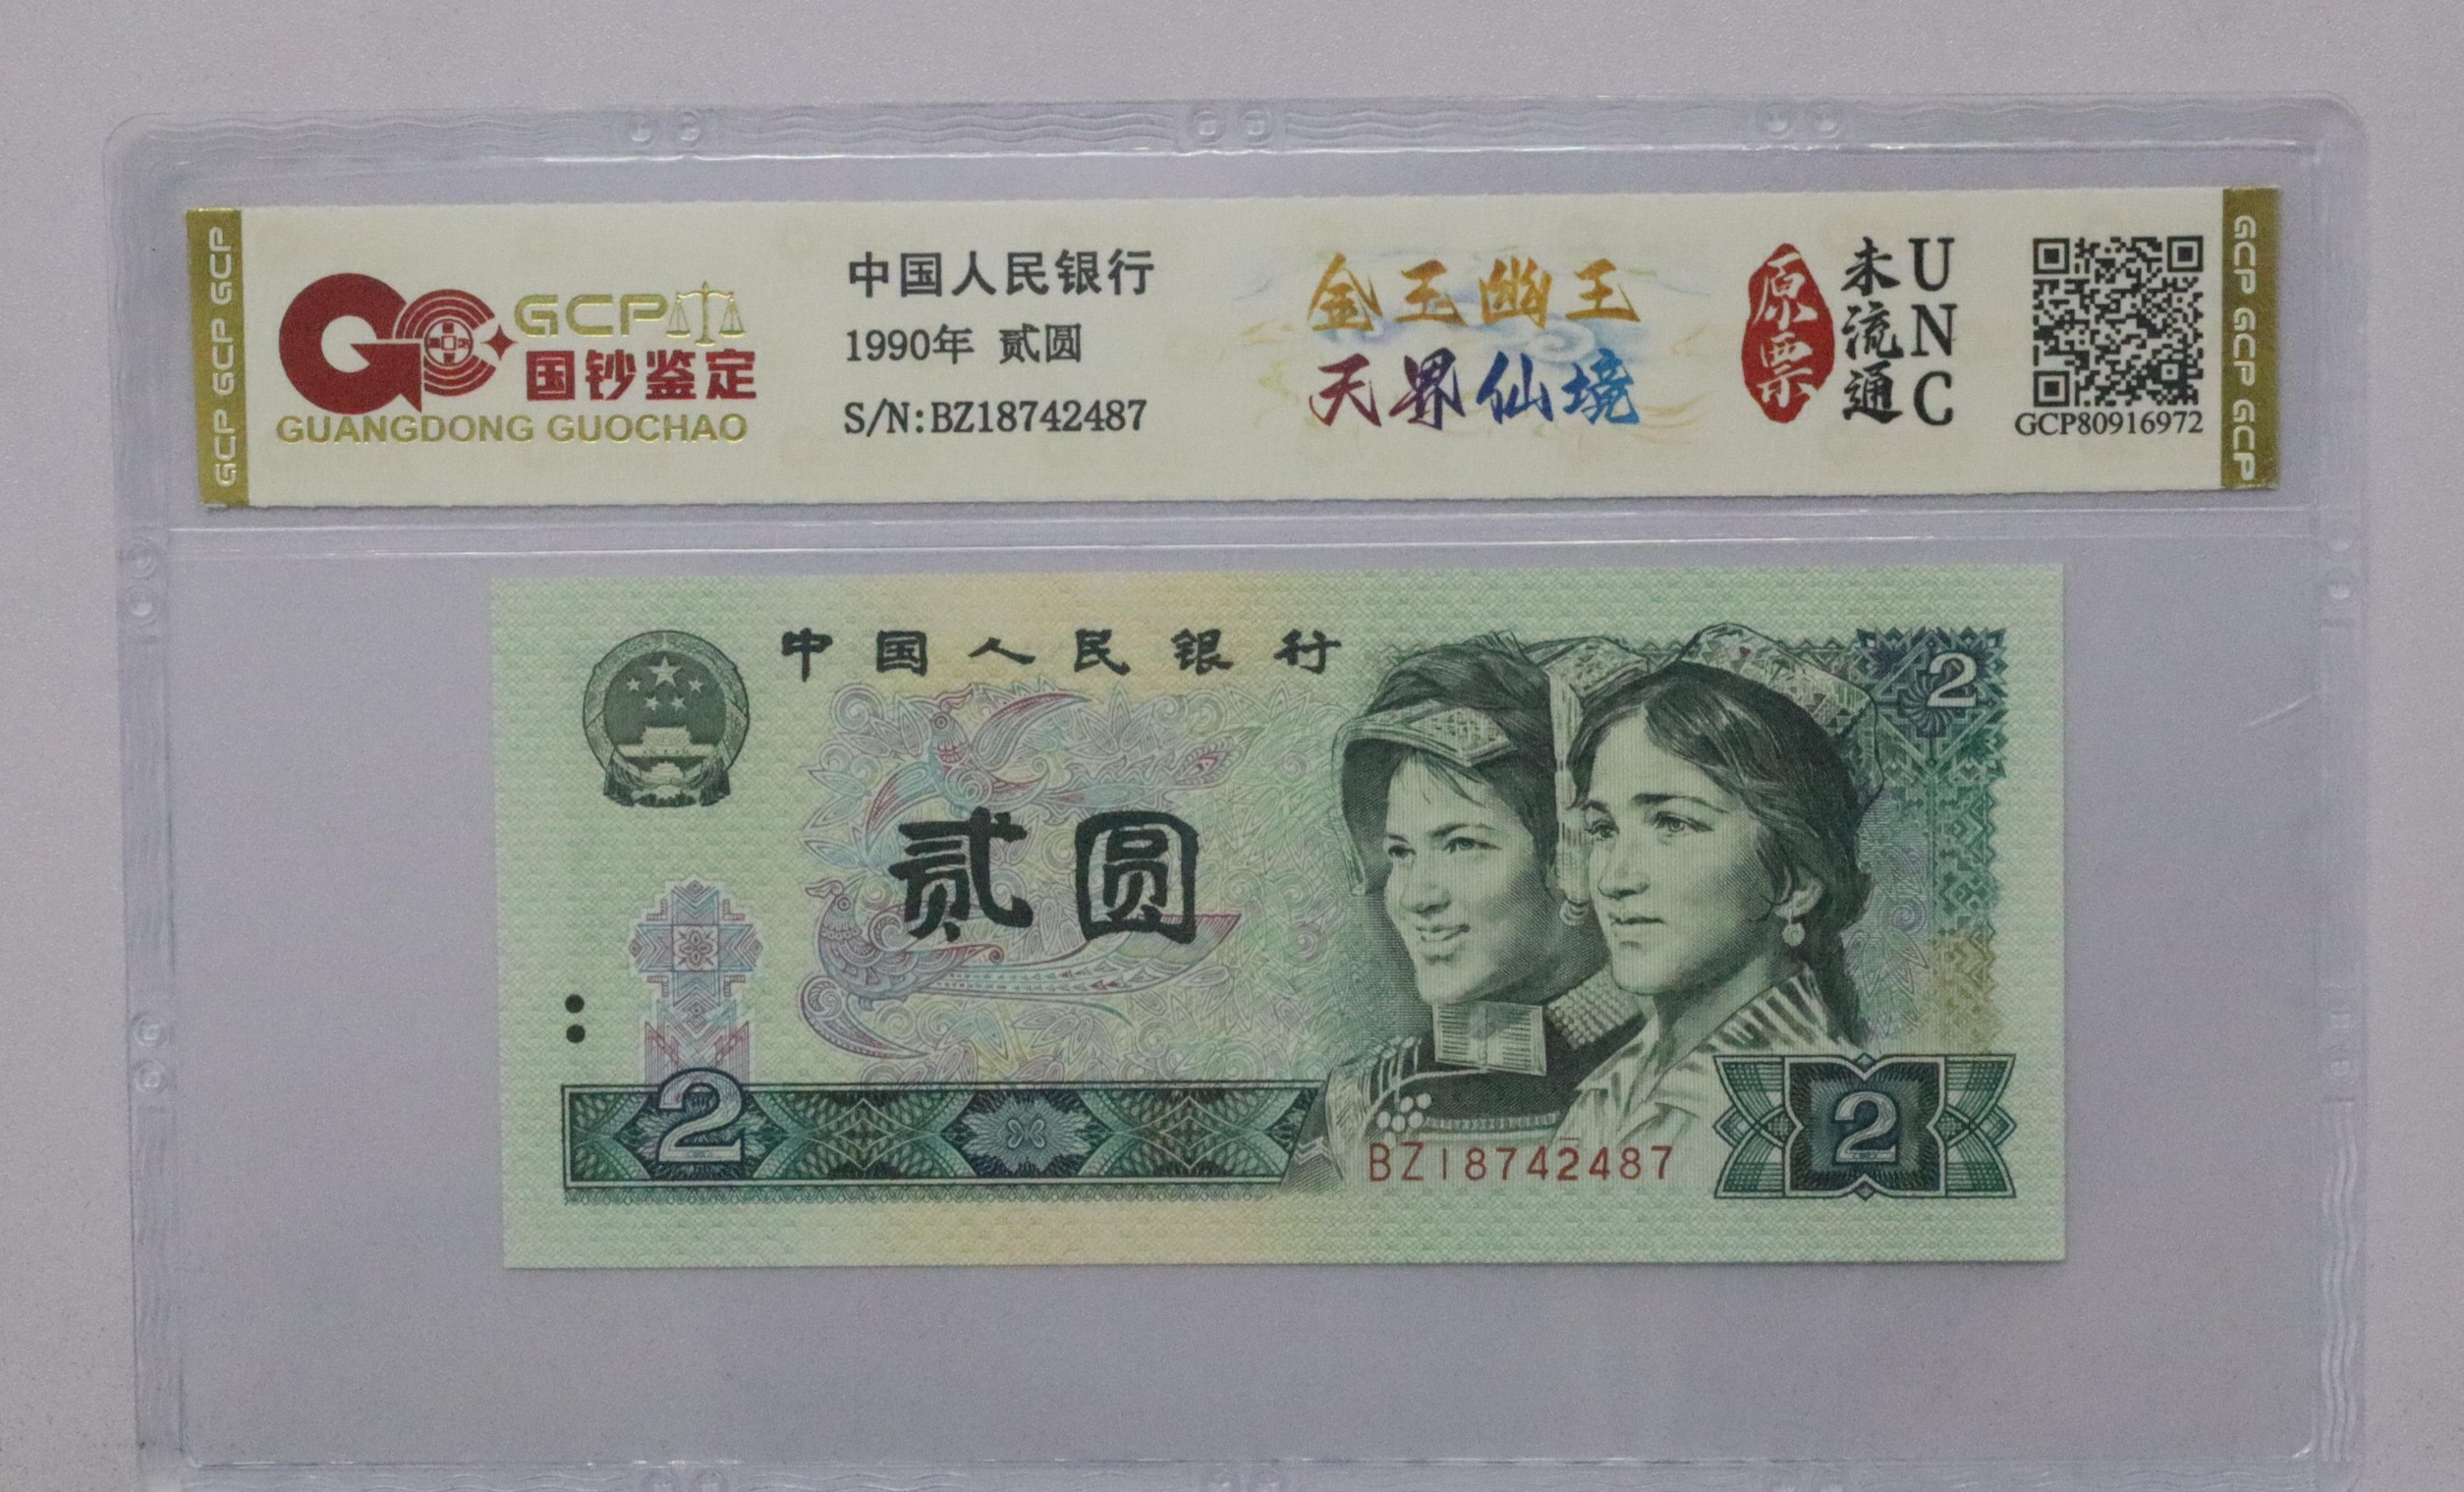 GCP GCP GCP
GCP
国钞鉴定
GUANGDONG GUOCHAO
中国人民银行
1990年 贰圆
S/N:BZ18742487
金玉幽王
天界仙境
原票
未流通
UNC
GCP80916972
GCP GCP GCP
中国人民银行
2
贰圆
2
BZ18742487
2